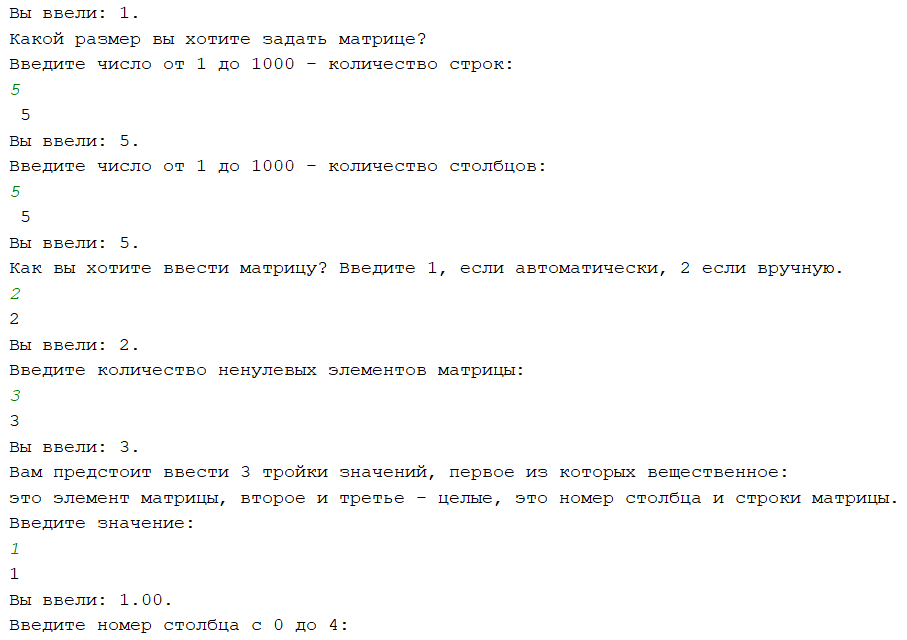 Вы ввели: 1.
Какой размер вы хотите задать матрице?
Введите число от 1 до 1000 - количество строк:
5
5
Вы ввели: 5.
Введите число от 1 до 1000 - количество столбцов:
5
5
Вы ввели: 5.
Как вы хотите ввести матрицу? Введите 1, если автоматически, 2 если вручную.
2
2
Вы ввели: 2.
Введите количество ненулевых элементов матрицы:
3
3
Вы ввели: 3.
Вам предстоит ввести 3 тройки значений, первое из которых вещественное:
это элемент матрицы, второе и третье - целые, это номер столбца и строки матрицы.
Введите значение:
1
1
Вы ввели: 1.00.
Введите номер столбца с 0 до 4: